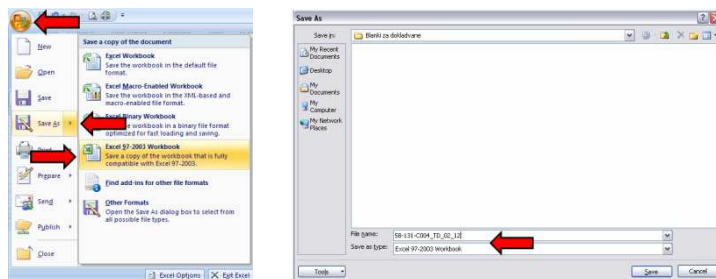 Save a copy of the document
New
Open
Save
Save As
Print
Prepare
Send
Publish
Close
Excel Workbook
Save the workbook in the default file
format.
Excel Macro-Enabled Workbook
Save the workbook in the XML-based and
macro-enabled file format.
Excel Binary Workbook
workbook in a binary file format
optimized for fast loading and saving.
Excel 97-2003 Workbook
Save a copy of the workbook that is fully
compatible with Excel 97-2003.
Find add-ins for other file formats
Other Formats
Open the Save As dialog box to select from
all possible file types.
Excel Options
Exit Excel
Save As
Save in:
Blanki za dokladvane
My Recent
Documents
Desktop
My
Documents
My
Computer
My Network
Places
File name:
58-131-C004_TD_02_12
Save as type:
Excel 97-2003 Workbook
Tools
Save
Cancel